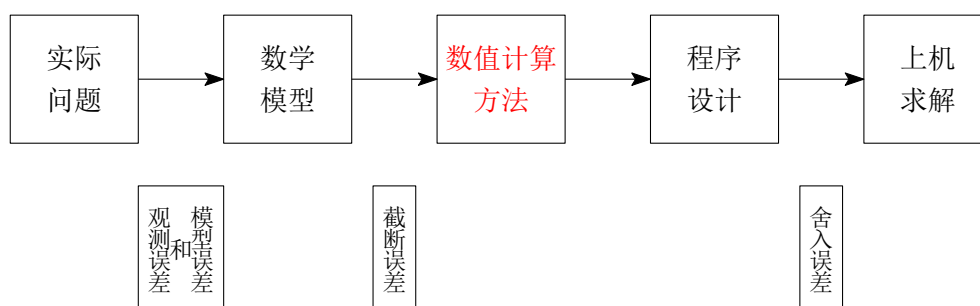 实际
问题
数学
模型
数值计算
方法
程序
设计
上机
求解
观测误差
和
模型误差
截断误差
舍入误差